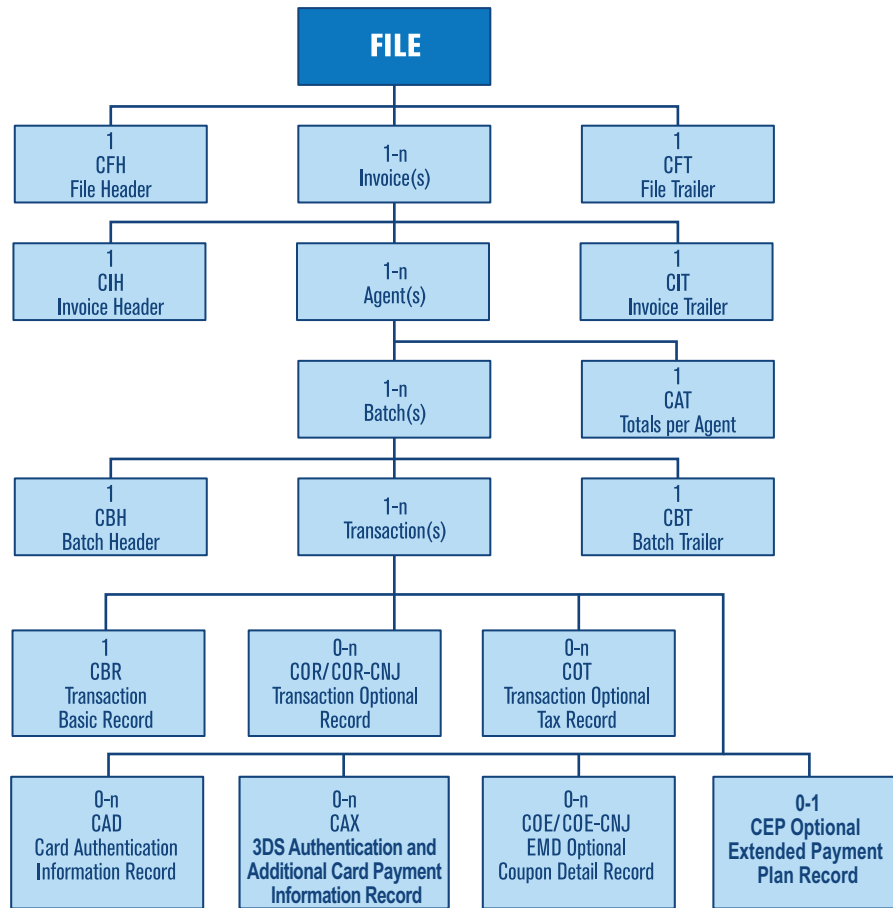 FILE
1
CFH
File Header
1-n
Invoice(s)
1
CFT
File Trailer
1
CIH
Invoice Header
1-n
Agent(s)
1
CIT
Invoice Trailer
1-n
Batch(s)
1
CAT
Totals per Agent
1
CBH
Batch Header
1-n
Transaction(s)
1
CBT
Batch Trailer
1
CBR
Transaction
Basic Record
0-n
COR/COR-CNJ
Transaction Optional
Record
0-n
COT
Transaction Optional
Tax Record
0-n
CAD
Card Authentication
Information Record
0-n
CAX
3DS Authentication and
Additional Card Payment
Information Record
0-n
COE/COE-CNJ
EMD Optional
Coupon Detail Record
0-1
CEP Optional
Extended Payment
Plan Record